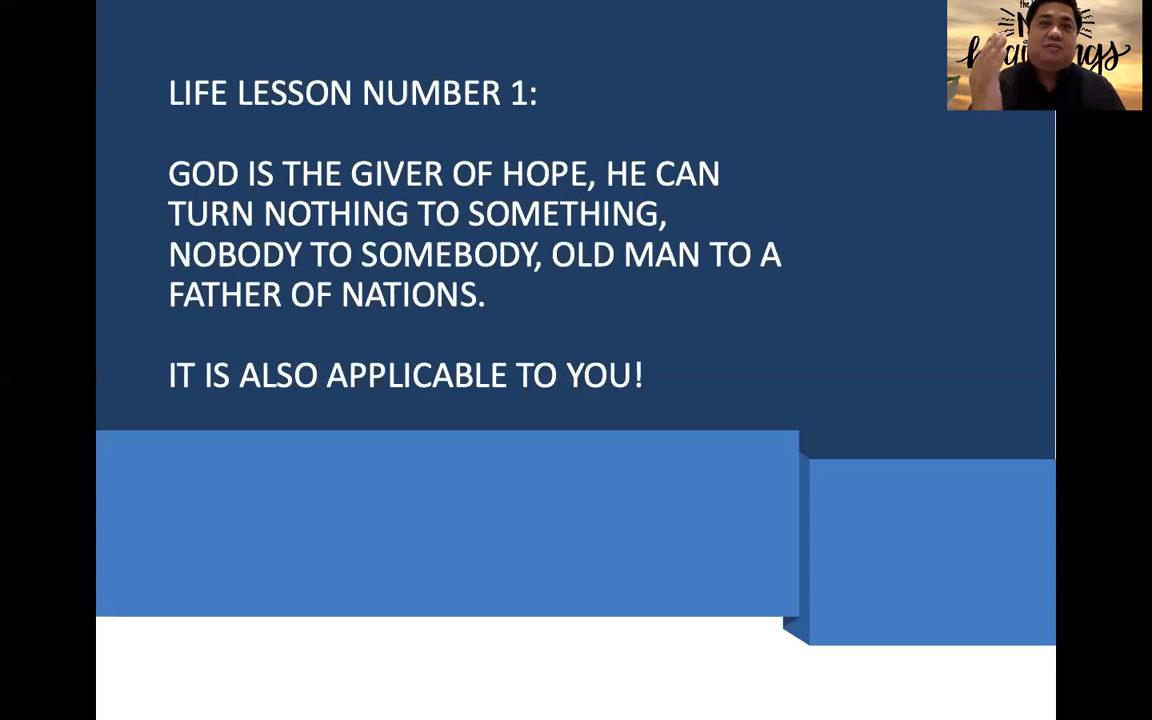 LIFE LESSON NUMBER 1:
GOD IS THE GIVER OF HOPE, HE CAN
TURN NOTHING TO SOMETHING,
NOBODY TO SOMEBODY, OLD MAN TO A
FATHER OF NATIONS.
IT IS ALSO APPLICABLE TO YOU!